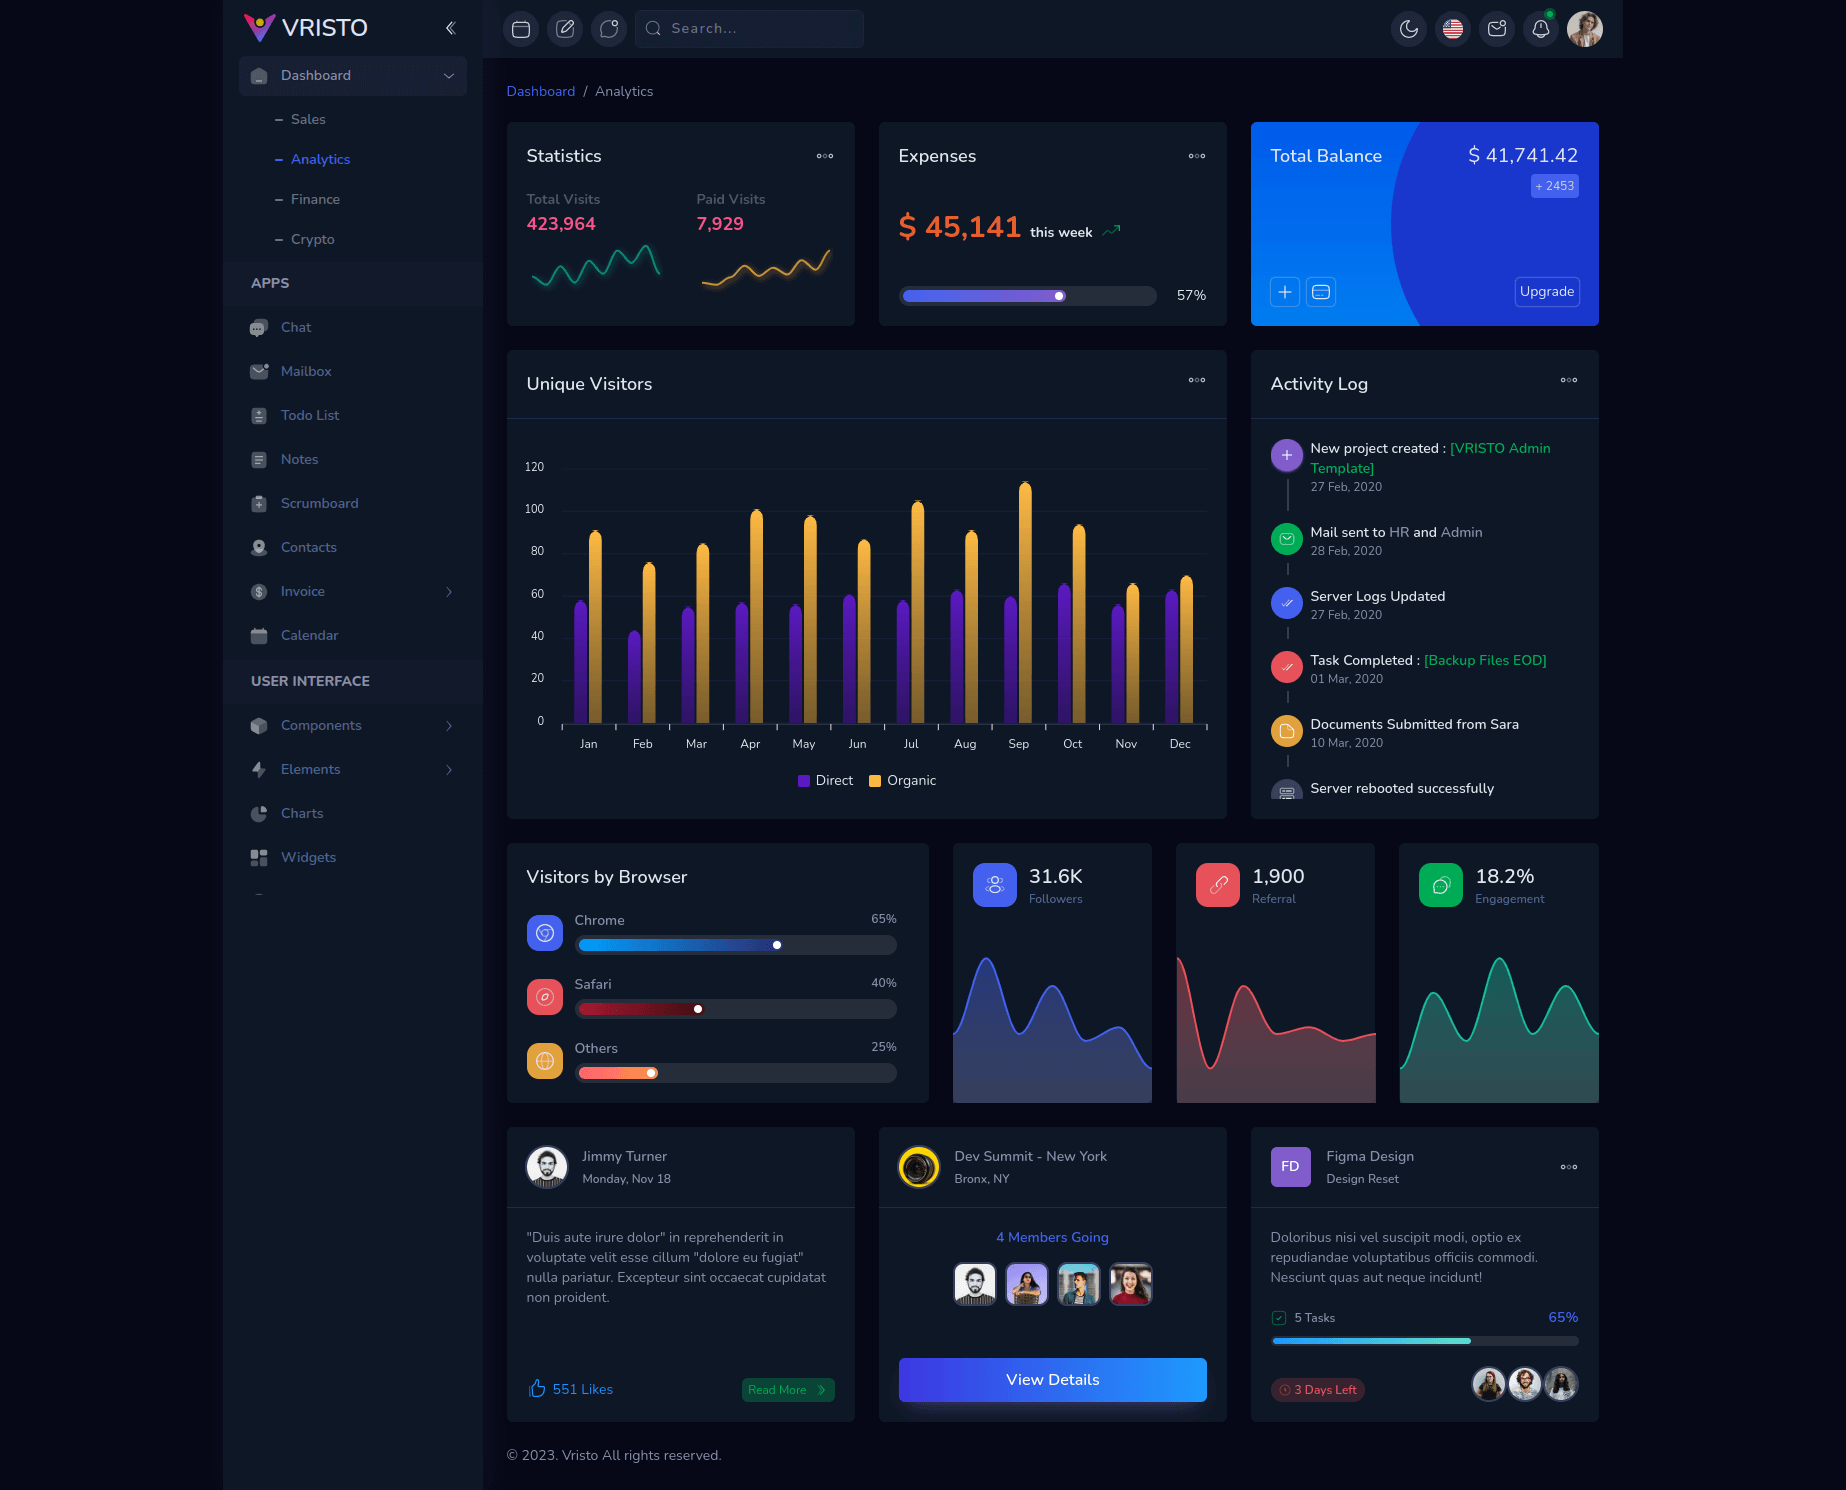 VRISTO
Search...
Dashboard
Sales
Analytics
Finance
Crypto
APPS
Chat
Mailbox
Todo List
Notes
Scrumboard
Contacts
Invoice
Calendar
USER INTERFACE
Components
Elements
Charts
Widgets
Dashboard / Analytics
Statistics
Total Visits
423,964
Paid Visits
7,929
Expenses
$ 45,141 this week
57%
Total Balance
$ 41,741.42
+ 2453
Upgrade
Unique Visitors
120
100
80
60
40
20
0
Jan Feb Mar Apr May Jun Jul Aug Sep Oct Nov Dec
Direct Organic
Activity Log
New project created : [VRISTO Admin
Template]
27 Feb, 2020
Mail sent to HR and Admin
28 Feb, 2020
Server Logs Updated
27 Feb, 2020
Task Completed : [Backup Files EOD]
01 Mar, 2020
Documents Submitted from Sara
10 Mar, 2020
Server rebooted successfully
Visitors by Browser
Chrome 65%
Safari 40%
Others 25%
31.6K
Followers
1,900
Referral
18.2%
Engagement
Jimmy Turner
Monday, Nov 18
"Duis aute irure dolor" in reprehenderit in
voluptate velit esse cillum "dolore eu fugiat"
nulla pariatur. Excepteur sint occaecat cupidatat
non proident.
551 Likes
Read More
Dev Summit - New York
Bronx, NY
4 Members Going
View Details
FD
Figma Design
Design Reset
Doloribus nisi vel suscipit modi, optio ex
repudiandae voluptatibus officiis commodi.
Nesciunt quas aut neque incidunt!
5 Tasks 65%
3 Days Left
© 2023. Vristo All rights reserved.